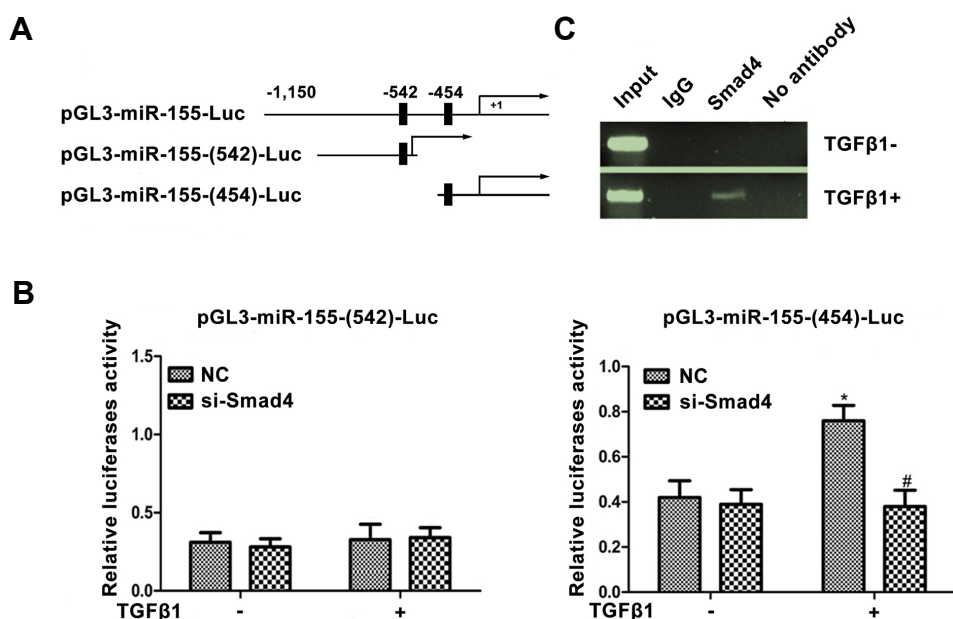 A
-1,150 -542 -454
+1
pGL3-miR-155-Luc
pGL3-miR-155-(542)-Luc
pGL3-miR-155-(454)-Luc
C
Input IgG Smad4 No antibody
TGFβ1-
TGFβ1+
B
pGL3-miR-155-(542)-Luc
Relative luciferases activity
1.5
1.0
0.5
0.0
NC
si-Smad4
TGFβ1 - +
pGL3-miR-155-(454)-Luc
Relative luciferases activity
1.0
0.8
0.6
0.4
0.2
0.0
NC
si-Smad4
*
#
TGFβ1 - +